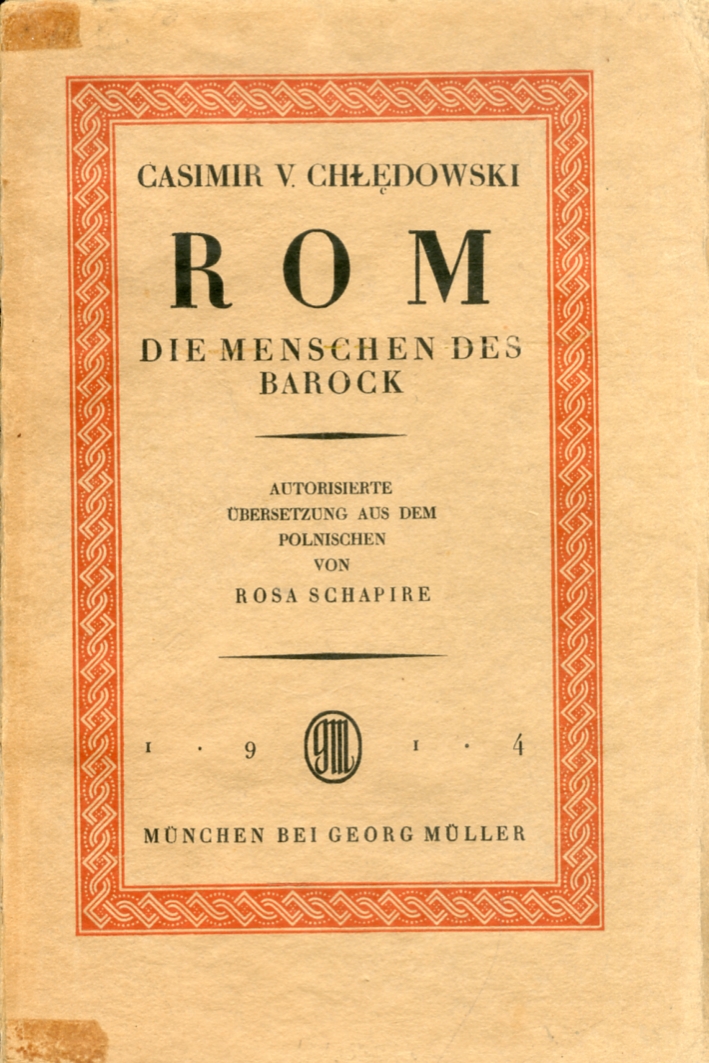 CASIMIR V. CHŁĘDOWSKI
ROM
DIE MENSCHEN DES
BAROCK
AUTORISIERTE
ÜBERSETZUNG AUS DEM
POLNISCHEN
VON
ROSA SCHAPIRE
1 · 9 GM 1 · 4
MÜNCHEN BEI GEORG MÜLLER